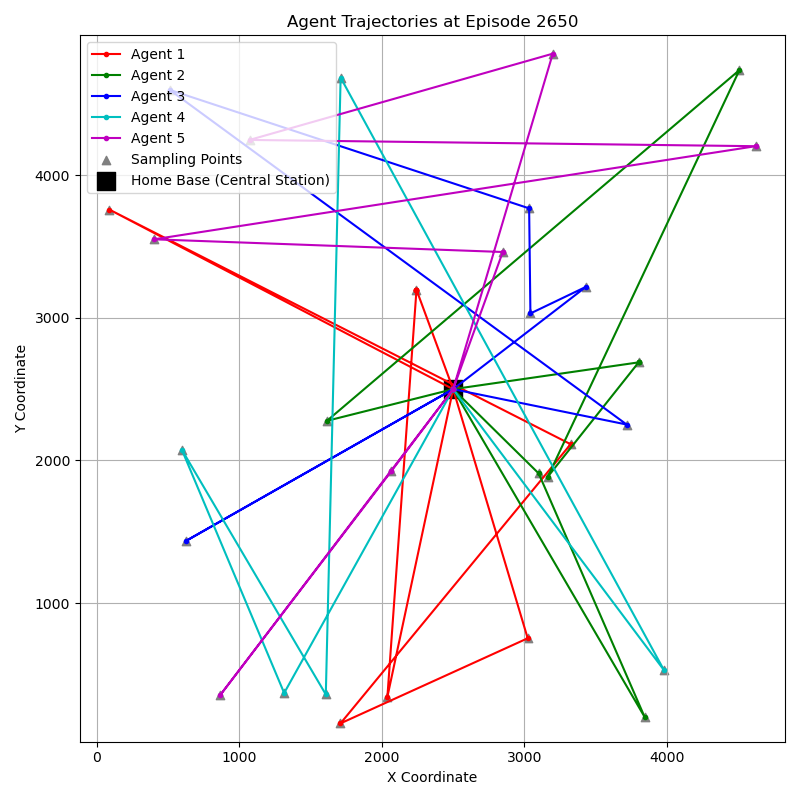 Agent Trajectories at Episode 2650
Agent 1
Agent 2
Agent 3
Agent 4
Agent 5
Sampling Points
Home Base (Central Station)
Y Coordinate
4000
3000
2000
1000
0
1000
2000
3000
4000
X Coordinate